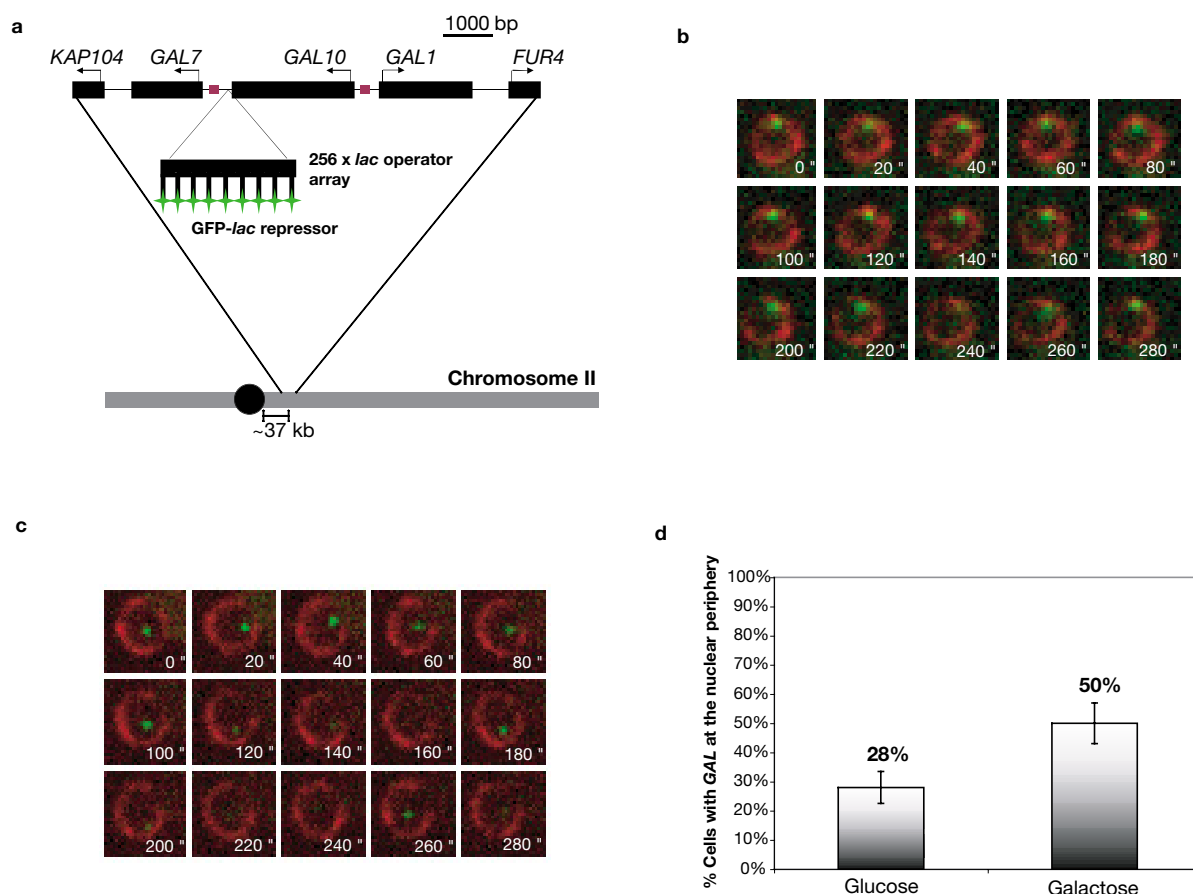 a
1000 bp
KAP104 GAL7 GAL10 GAL1 FUR4
256 x lac operator
array
GFP-lac repressor
Chromosome II
~37 kb
b
0 " 20 " 40 " 60 " 80 "
100 " 120 " 140 " 160 " 180 "
200 " 220 " 240 " 260 " 280 "
c
0 " 20 " 40 " 60 " 80 "
100 " 120 " 140 " 160 " 180 "
200 " 220 " 240 " 260 " 280 "
d
% Cells with GAL at the nuclear periphery
100%
90%
80%
70%
60%
50%
40%
30%
20%
10%
0%
28%
50%
Glucose Galactose